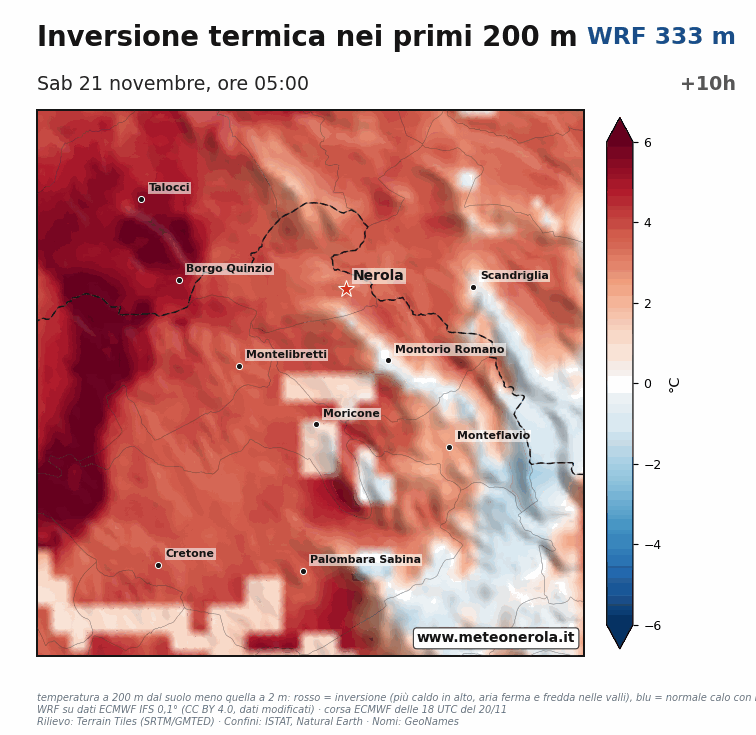 Inversione termica nei primi 200 m WRF 333 m
Sab 21 novembre, ore 05:00 +10h
Talocci
Borgo Quinzio
Nerola
Scandriglia
Montelibretti
Montorio Romano
Moricone
Monteflavio
Cretone
Palombara Sabina
www.meteonerola.it
6
4
2
0
−2
−4
−6
°C
temperatura a 200 m dal suolo meno quella a 2 m: rosso = inversione (più caldo in alto, aria ferma e fredda nelle valli), blu = normale calo con
WRF su dati ECMWF IFS 0,1° (CC BY 4.0, dati modificati) · corsa ECMWF delle 18 UTC del 20/11
Rilievo: Terrain Tiles (SRTM/GMTED) · Confini: ISTAT, Natural Earth · Nomi: GeoNames